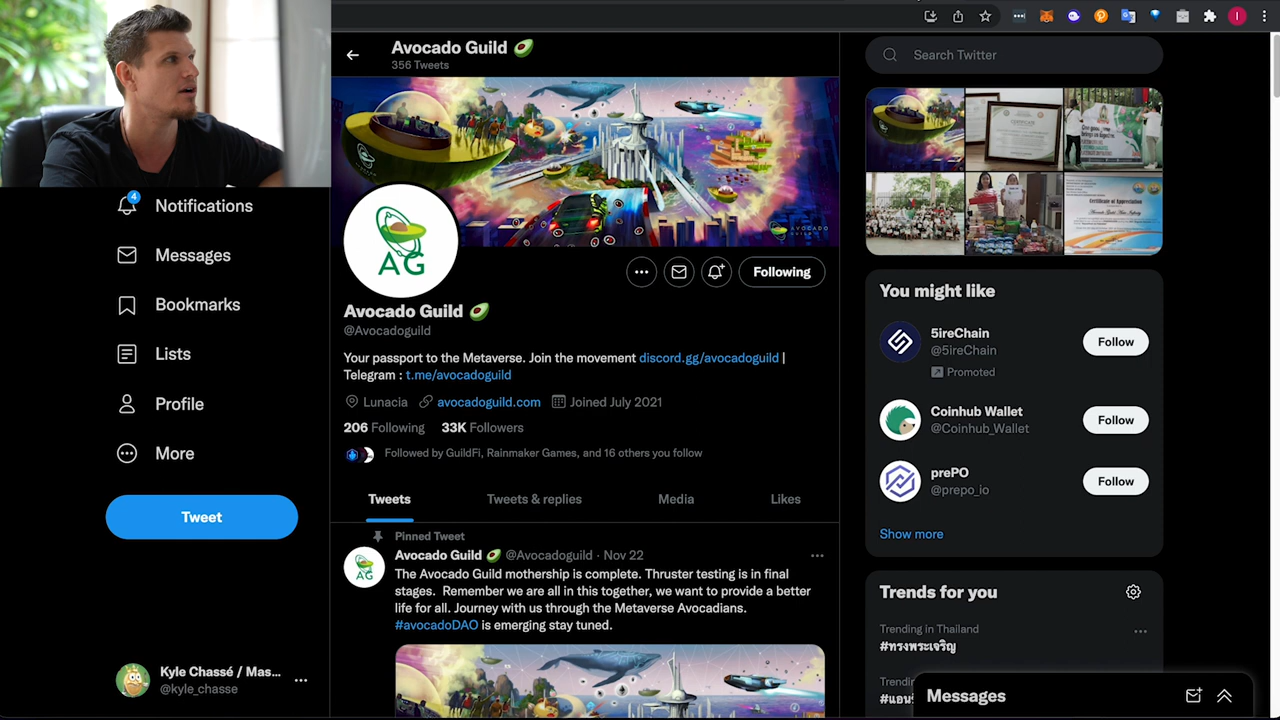 Avocado Guild 🥑
356 Tweets
Search Twitter
AVOCADO
GUILD
AG
Following
Notifications
4
Messages
Bookmarks
Lists
Profile
More
Tweet
Avocado Guild 🥑
@Avocadoguild
Your passport to the Metaverse. Join the movement discord.gg/avocadoguild |
Telegram : t.me/avocadoguild
Lunacia avocadoguild.com Joined July 2021
206 Following 33K Followers
Followed by GuildFi, Rainmaker Games, and 16 others you follow
Tweets Tweets & replies Media Likes
Pinned Tweet
Avocado Guild 🥑 @Avocadoguild · Nov 22
AG
The Avocado Guild mothership is complete. Thruster testing is in final
stages. Remember we are all in this together, we want to provide a better
life for all. Journey with us through the Metaverse Avocadians.
#avocadoDAO is emerging stay tuned.
Certificate of Appreciation
You might like
5ireChain
@5ireChain
Follow
Promoted
Coinhub Wallet
@Coinhub_Wallet
Follow
prePO
@prepo_io
Follow
Show more
Trends for you
Trending in Thailand
#ทรงพระเจริญ
Messages
Kyle Chassé / Mas...
@kyle_chasse
I